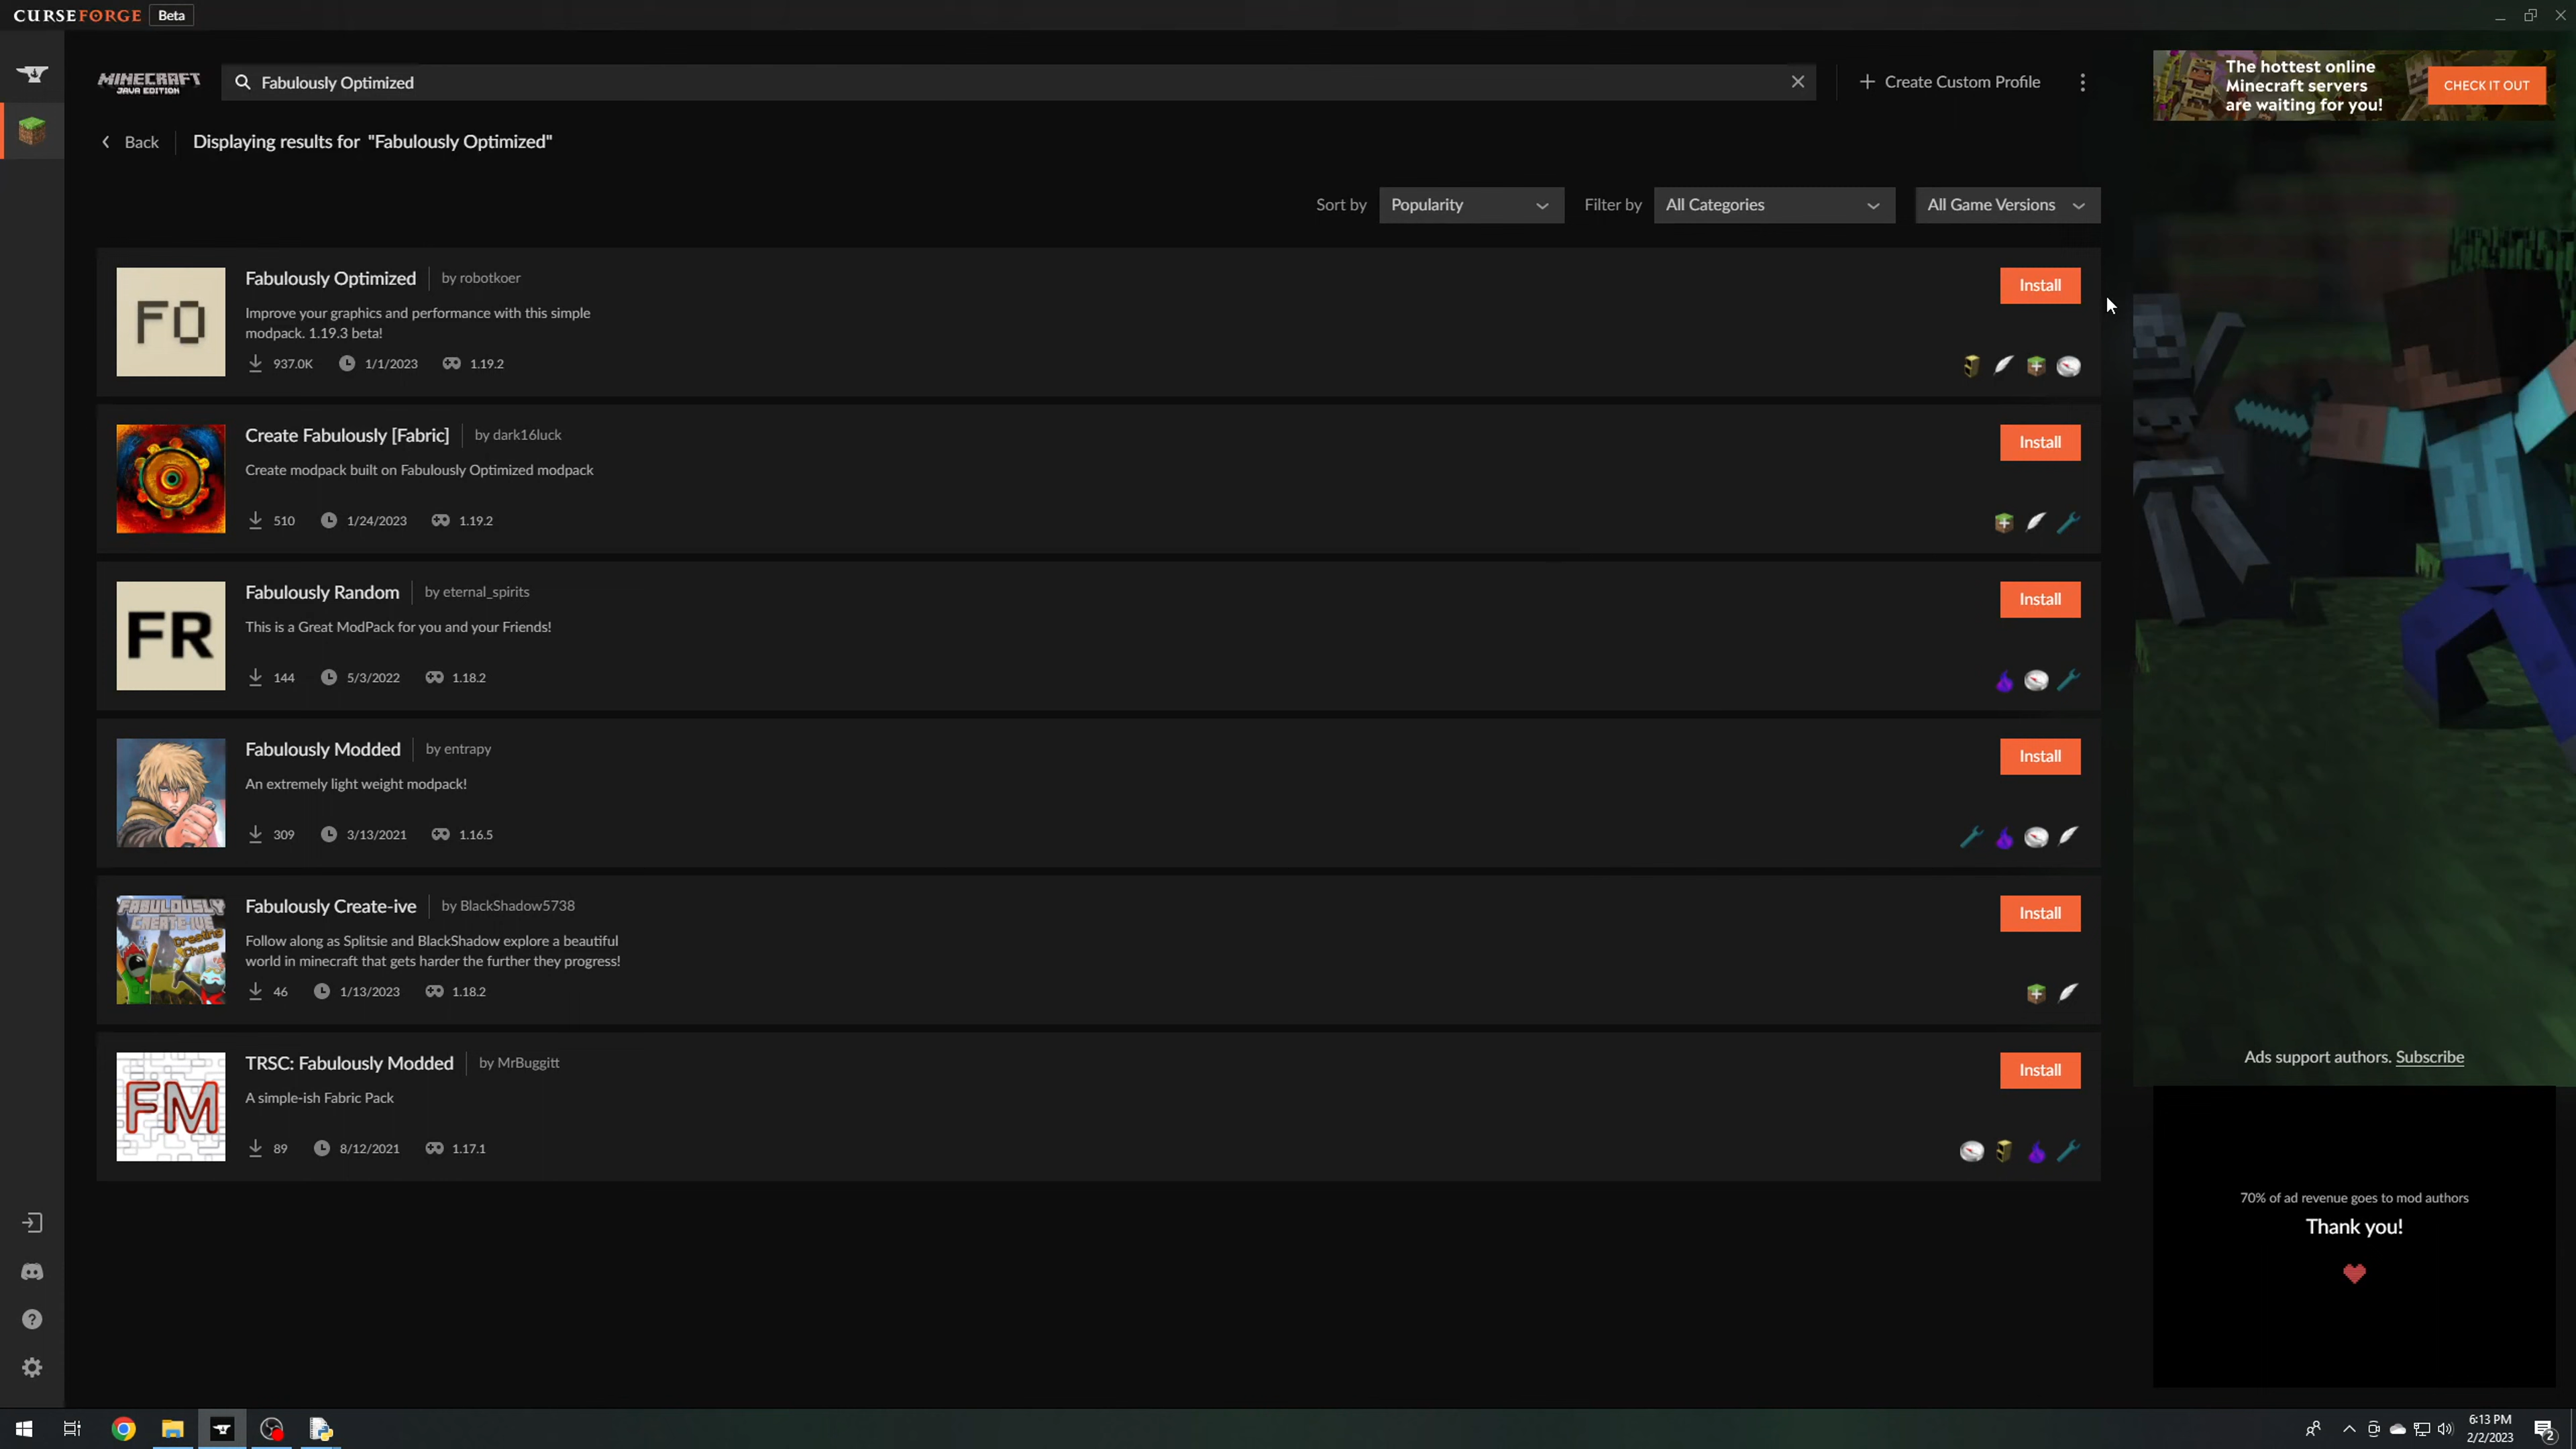 CURSEFORGE Beta
MINECRAFT
JAVA EDITION
Fabulously Optimized
Create Custom Profile
The hottest online
Minecraft servers
are waiting for you!
CHECK IT OUT
Back
Displaying results for "Fabulously Optimized"
Sort by Popularity Filter by All Categories All Game Versions
FO
Fabulously Optimized by robotkoer
Install
Improve your graphics and performance with this simple
modpack. 1.19.3 beta!
937.0K 1/1/2023 1.19.2
Create Fabulously [Fabric] by dark16luck
Install
Create modpack built on Fabulously Optimized modpack
510 1/24/2023 1.19.2
FR
Fabulously Random by eternal_spirits
Install
This is a Great ModPack for you and your Friends!
144 5/3/2022 1.18.2
Fabulously Modded by entrapy
Install
An extremely light weight modpack!
309 3/13/2021 1.16.5
FABULOUSLY
CREATE-IVE
Creating
Chaos
Fabulously Create-ive by BlackShadow5738
Install
Follow along as Splitsie and BlackShadow explore a beautiful
world in minecraft that gets harder the further they progress!
46 1/13/2023 1.18.2
FM
TRSC: Fabulously Modded by MrBuggitt
Install
A simple-ish Fabric Pack
89 8/12/2021 1.17.1
Ads support authors. Subscribe
70% of ad revenue goes to mod authors
Thank you!
6:13 PM
2/2/2023
2